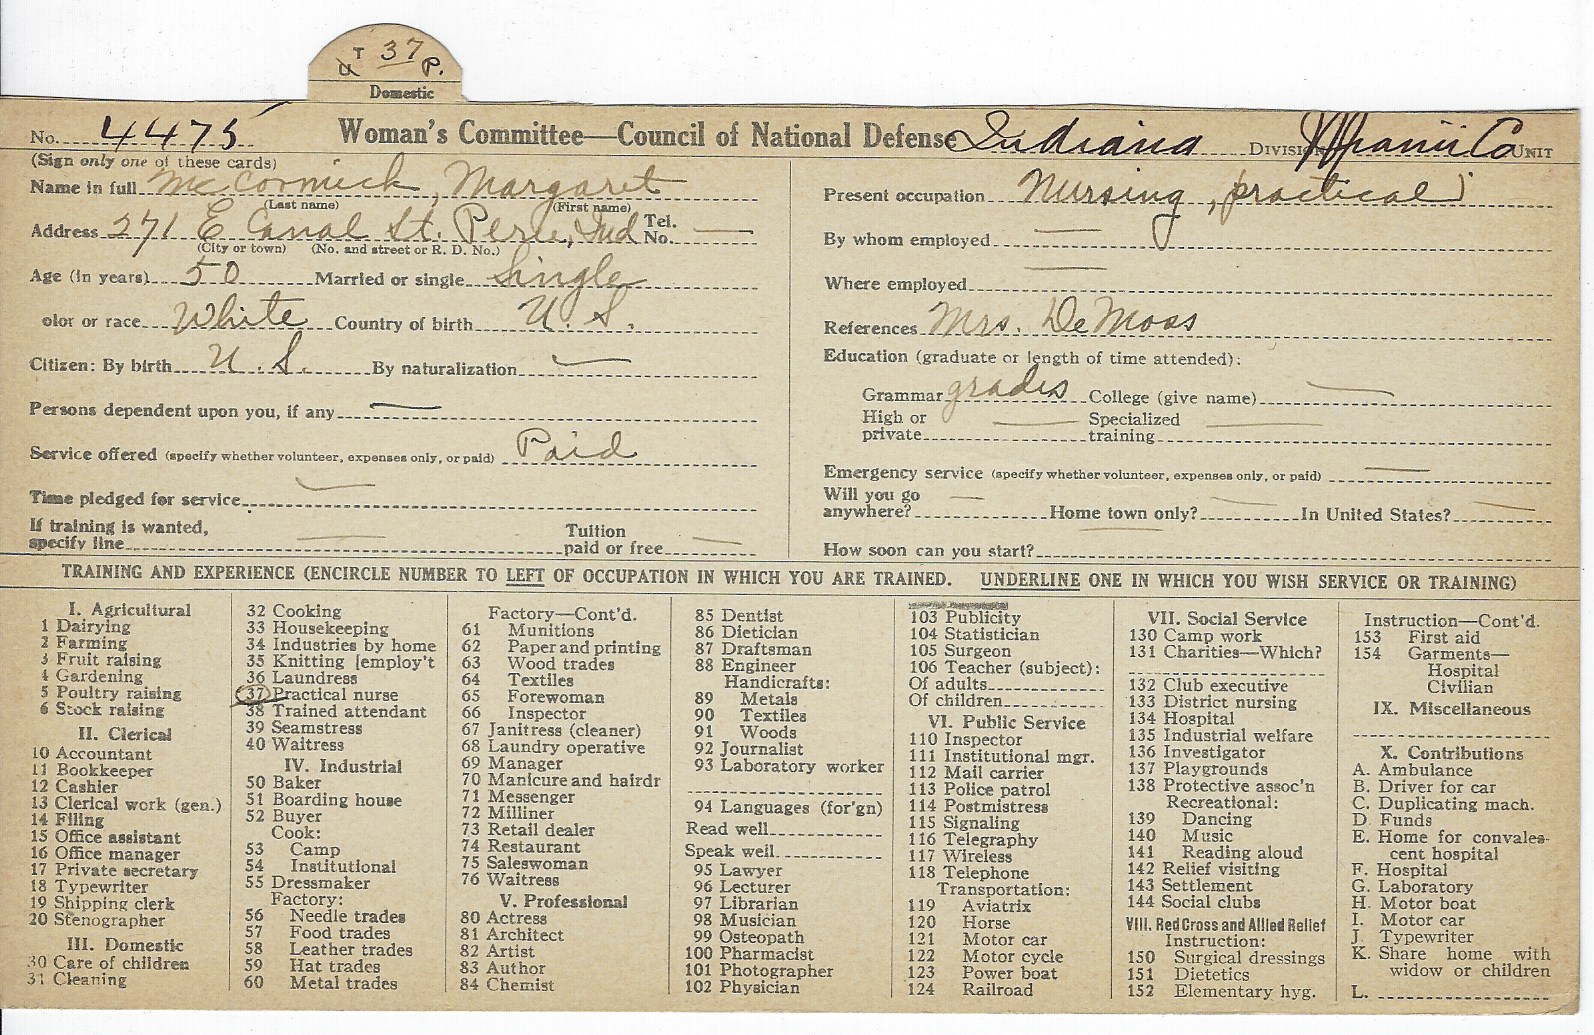 T 37
P.
Domestic
No. 4475 Woman's Committee—Council of National Defense Indiana DIVISION Miami Co UNIT
(Sign only one of these cards)
Name in full McCormick, Margaret
(Last name) (First name)
Address 271 E Canal St. Peru, Ind Tel. No. —
(City or town) (No. and street or R. D. No.)
Age (in years) 50 Married or single Single
olor or race White Country of birth U. S.
Citizen: By birth U. S. By naturalization —
Persons dependent upon you, if any —
Service offered (specify whether volunteer, expenses only, or paid) Paid
Time pledged for service —
If training is wanted,
specify line — Tuition paid or free —
Present occupation Nursing, practical
By whom employed —
Where employed —
References Mrs. DeMoss
Education (graduate or length of time attended):
Grammar grades College (give name) —
High or private — Specialized training —
Emergency service (specify whether volunteer, expenses only, or paid) —
Will you go
anywhere? — Home town only? — In United States? —
How soon can you start? —
TRAINING AND EXPERIENCE (ENCIRCLE NUMBER TO LEFT OF OCCUPATION IN WHICH YOU ARE TRAINED. UNDERLINE ONE IN WHICH YOU WISH SERVICE OR TRAINING)
I. Agricultural
1 Dairying
2 Farming
3 Fruit raising
4 Gardening
5 Poultry raising
6 Stock raising
II. Clerical
10 Accountant
11 Bookkeeper
12 Cashier
13 Clerical work (gen.)
14 Filing
15 Office assistant
16 Office manager
17 Private secretary
18 Typewriter
19 Shipping clerk
20 Stenographer
III. Domestic
30 Care of children
31 Cleaning
32 Cooking
33 Housekeeping
34 Industries by home
35 Knitting [employ't
36 Laundress
37 Practical nurse
38 Trained attendant
39 Seamstress
40 Waitress
IV. Industrial
50 Baker
51 Boarding house
52 Buyer
Cook:
53 Camp
54 Institutional
55 Dressmaker
Factory:
56 Needle trades
57 Food trades
58 Leather trades
59 Hat trades
60 Metal trades
Factory—Cont'd.
61 Munitions
62 Paper and printing
63 Wood trades
64 Textiles
65 Forewoman
66 Inspector
67 Janitress (cleaner)
68 Laundry operative
69 Manager
70 Manicure and hairdr
71 Messenger
72 Milliner
73 Retail dealer
74 Restaurant
75 Saleswoman
76 Waitress
V. Professional
80 Actress
81 Architect
82 Artist
83 Author
84 Chemist
85 Dentist
86 Dietician
87 Draftsman
88 Engineer
Handicrafts:
89 Metals
90 Textiles
91 Woods
92 Journalist
93 Laboratory worker
94 Languages (for'gn)
Read well
Speak well
95 Lawyer
96 Lecturer
97 Librarian
98 Musician
99 Osteopath
100 Pharmacist
101 Photographer
102 Physician
103 Publicity
104 Statistician
105 Surgeon
106 Teacher (subject):
Of adults
Of children
VI. Public Service
110 Inspector
111 Institutional mgr.
112 Mail carrier
113 Police patrol
114 Postmistress
115 Signaling
116 Telegraphy
117 Wireless
118 Telephone
Transportation:
119 Aviatrix
120 Horse
121 Motor car
122 Motor cycle
123 Power boat
124 Railroad
VII. Social Service
130 Camp work
131 Charities—Which?
132 Club executive
133 District nursing
134 Hospital
135 Industrial welfare
136 Investigator
137 Playgrounds
138 Protective assoc'n
Recreational:
139 Dancing
140 Music
141 Reading aloud
142 Relief visiting
143 Settlement
144 Social clubs
VIII. Red Cross and Allied Relief
Instruction:
150 Surgical dressings
151 Dietetics
152 Elementary hyg.
Instruction—Cont'd.
153 First aid
154 Garments—
Hospital
Civilian
IX. Miscellaneous
X. Contributions
A. Ambulance
B. Driver for car
C. Duplicating mach.
D. Funds
E. Home for convales-
cent hospital
F. Hospital
G. Laboratory
H. Motor boat
I. Motor car
J. Typewriter
K. Share home with
widow or children
L.